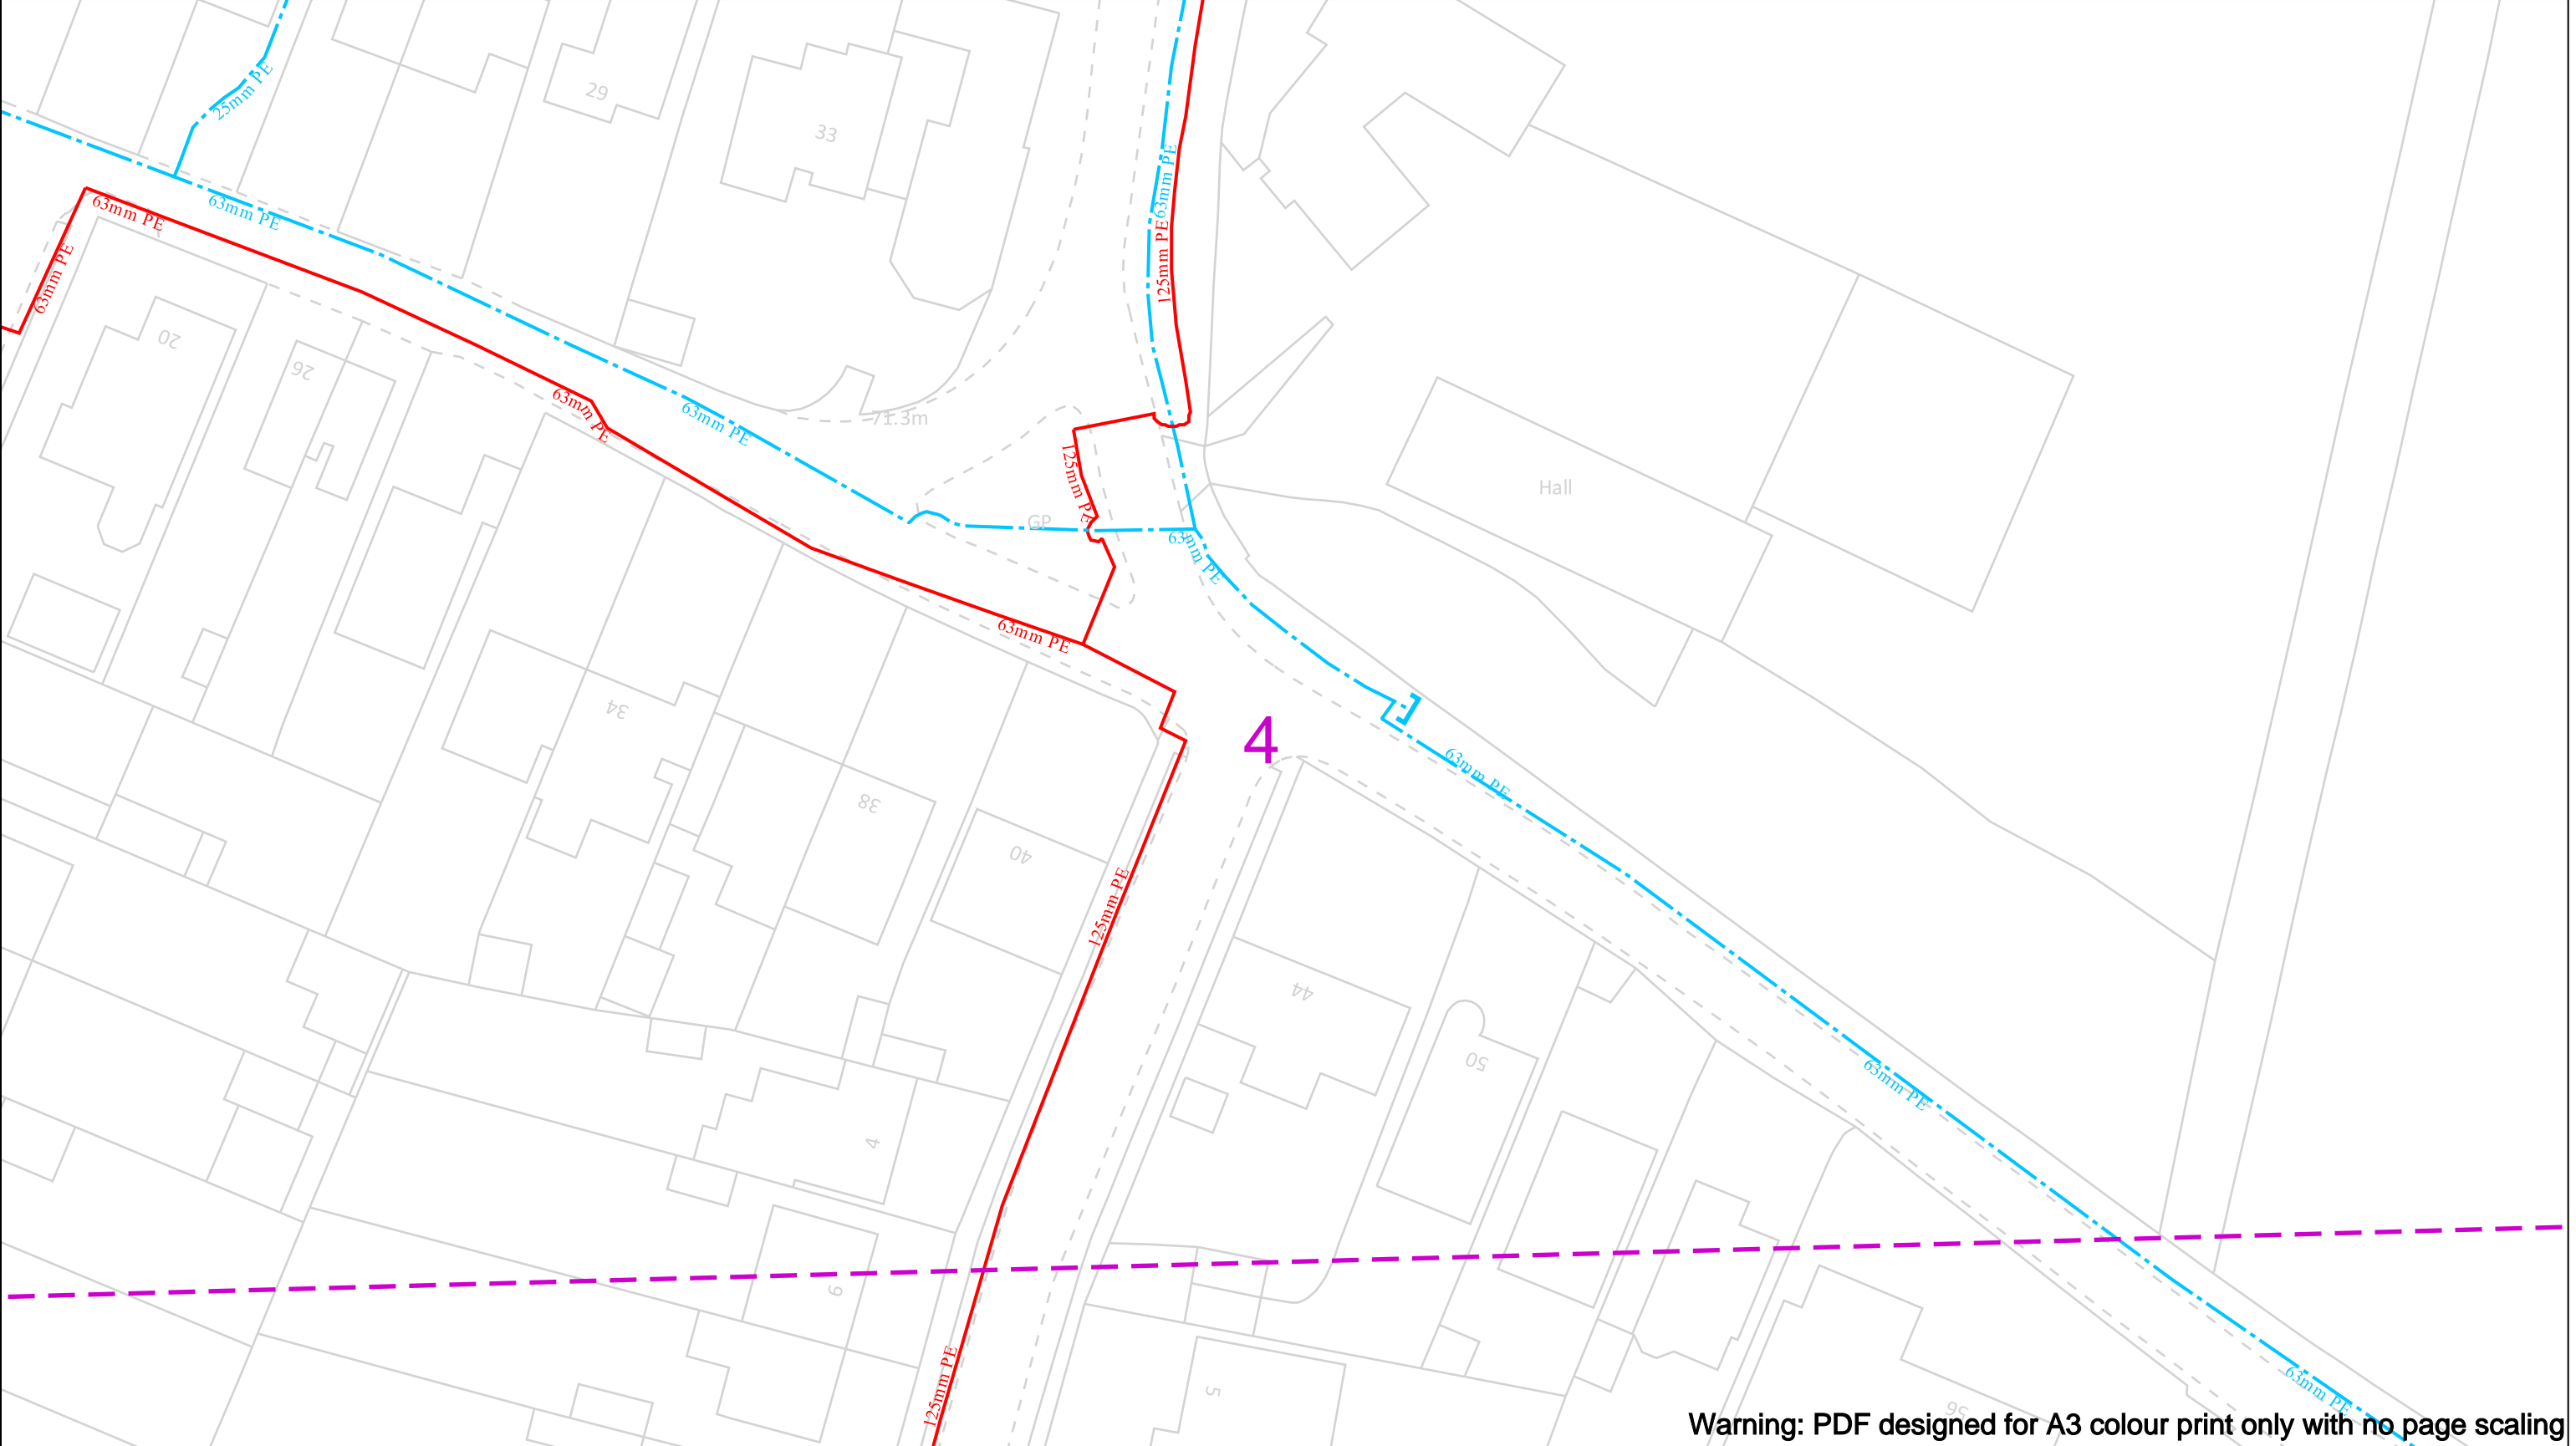 25mm PE
29
33
63mm PE
63mm PE
63mm PE
63mm PE
125mm PE
63mm PE
20
26
63mm PE
63mm PE
71.3m
125mm PE
GP
Hall
63mm PE
63mm PE
34
4
63mm PE
38
40
125mm PE
44
50
63mm PE
4
6
5
125mm PE
63mm PE
56
Warning: PDF designed for A3 colour print only with no page scaling